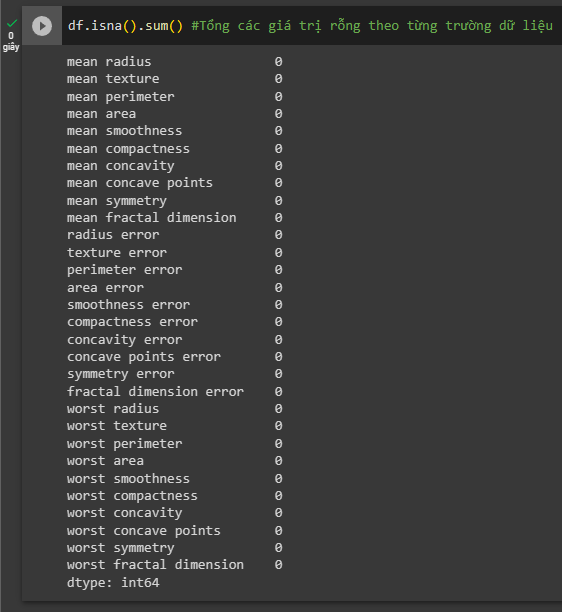 df.isna().sum() #Tổng các giá trị rỗng theo từng trường dữ liệu
0
giây
mean radius 0
mean texture 0
mean perimeter 0
mean area 0
mean smoothness 0
mean compactness 0
mean concavity 0
mean concave points 0
mean symmetry 0
mean fractal dimension 0
radius error 0
texture error 0
perimeter error 0
area error 0
smoothness error 0
compactness error 0
concavity error 0
concave points error 0
symmetry error 0
fractal dimension error 0
worst radius 0
worst texture 0
worst perimeter 0
worst area 0
worst smoothness 0
worst compactness 0
worst concavity 0
worst concave points 0
worst symmetry 0
worst fractal dimension 0
dtype: int64